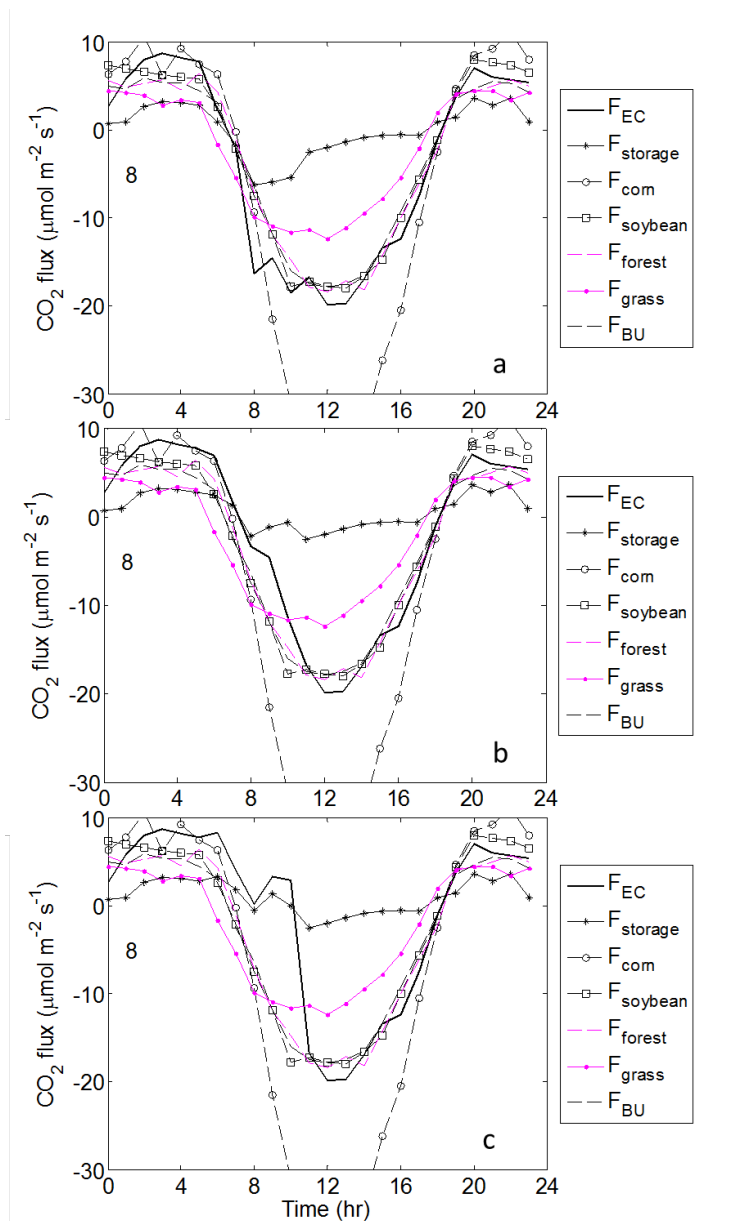 10
0
-10
-20
-30
CO2 flux (μmol m-2 s-1)
8
a
0 4 8 12 16 20 24
FEC
Fstorage
Fcorn
Fsoybean
Fforest
Fgrass
FBU
10
0
-10
-20
-30
CO2 flux (μmol m-2 s-1)
8
b
0 4 8 12 16 20 24
FEC
Fstorage
Fcorn
Fsoybean
Fforest
Fgrass
FBU
10
0
-10
-20
-30
CO2 flux (μmol m-2 s-1)
8
c
0 4 8 12 16 20 24
Time (hr)
FEC
Fstorage
Fcorn
Fsoybean
Fforest
Fgrass
FBU